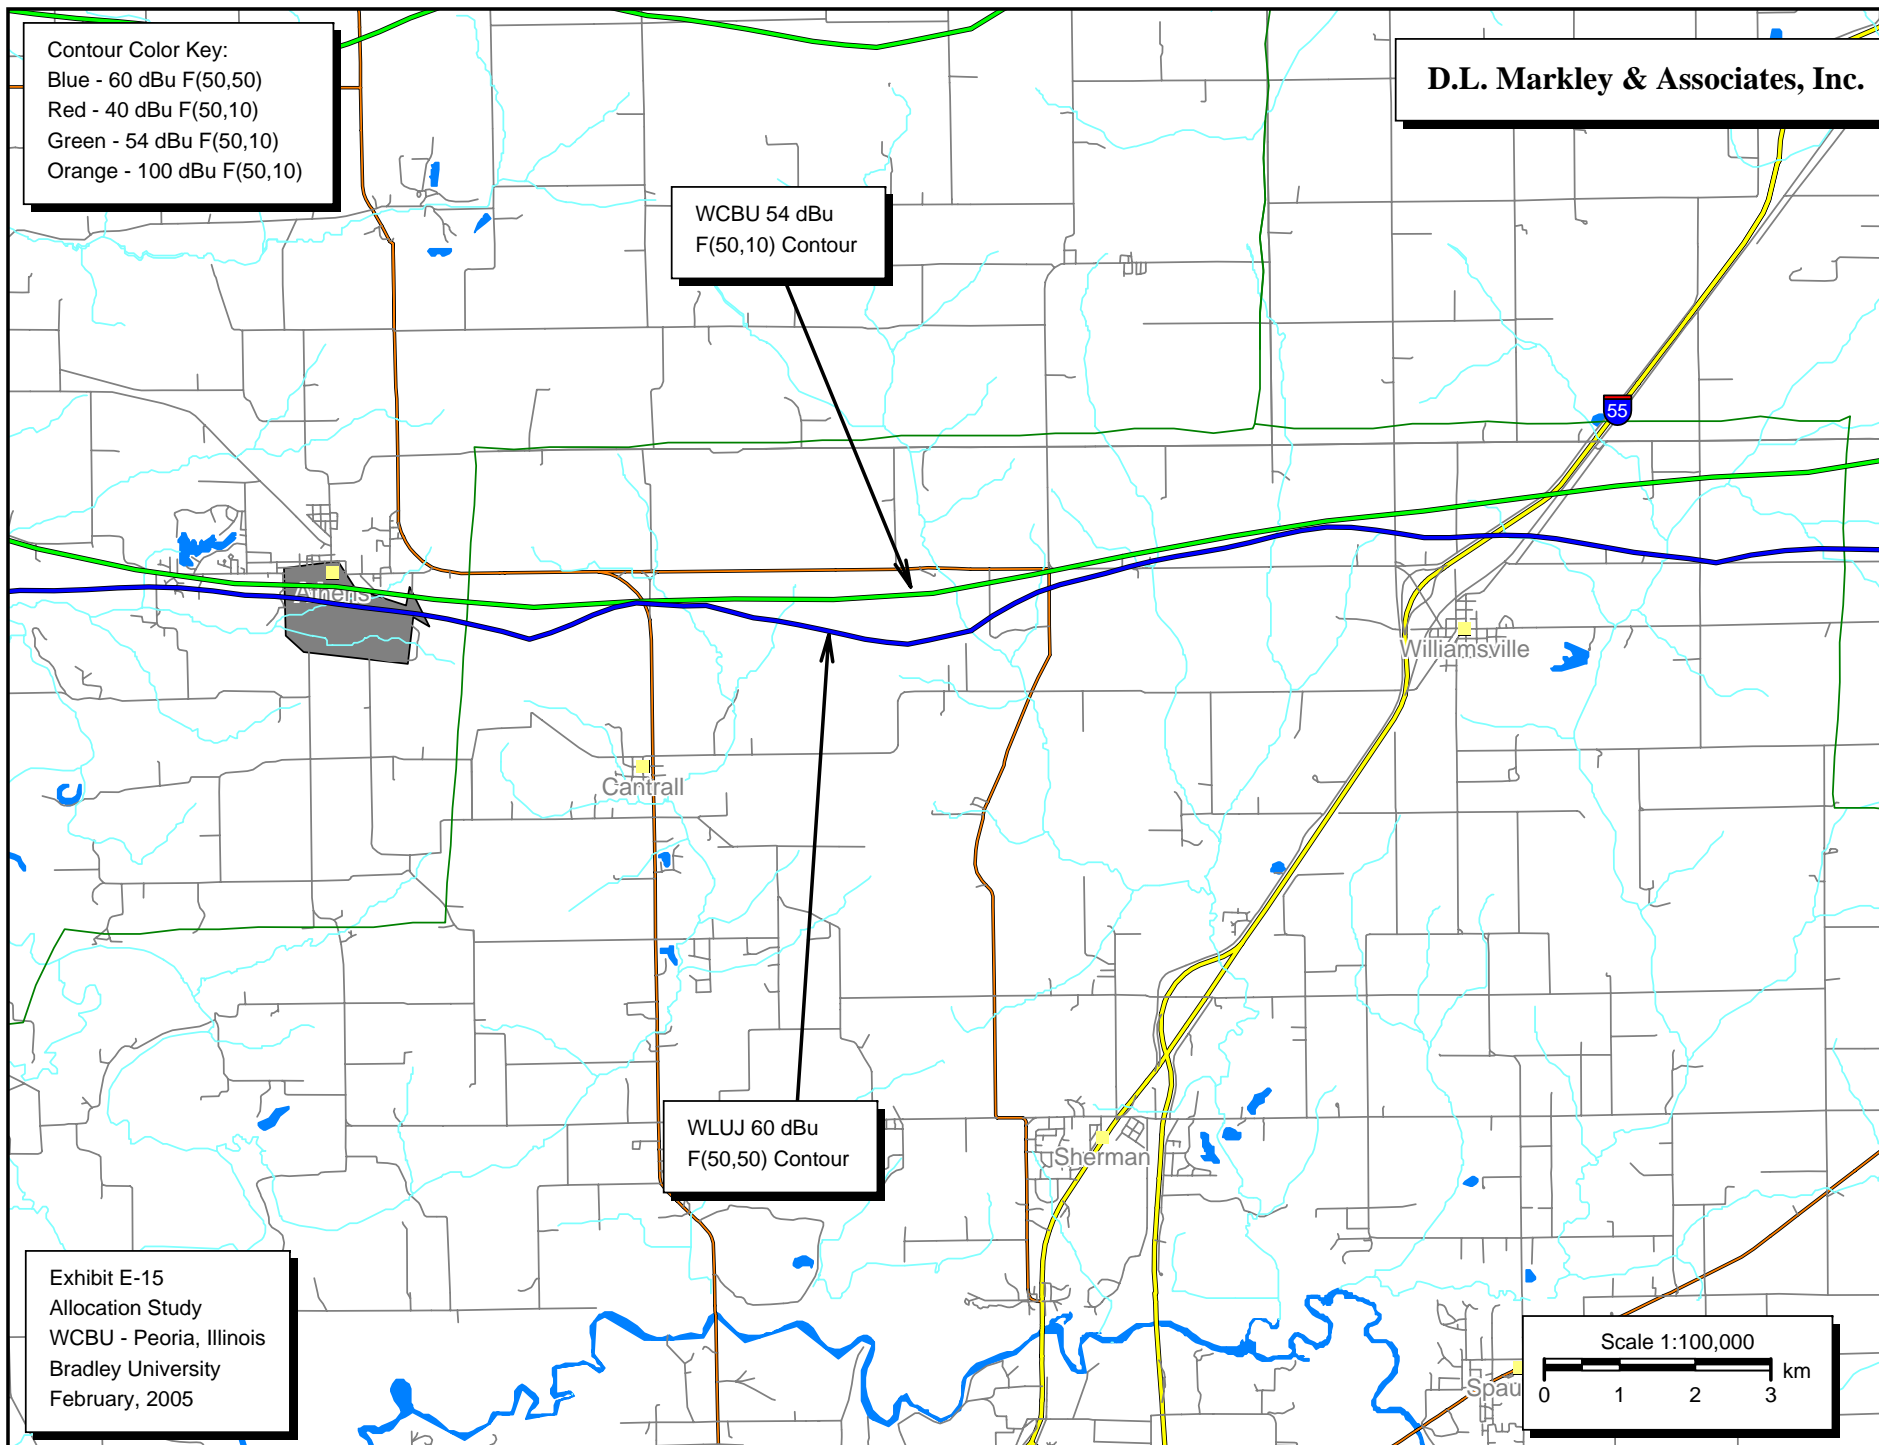 Contour Color Key:
Blue - 60 dBu F(50,50)
Red - 40 dBu F(50,10)
Green - 54 dBu F(50,10)
Orange - 100 dBu F(50,10)
D.L. Markley & Associates, Inc.
WCBU 54 dBu
F(50,10) Contour
55
Athens
Williamsville
Cantrall
WLUJ 60 dBu
F(50,50) Contour
Sherman
Exhibit E-15
Allocation Study
WCBU - Peoria, Illinois
Bradley University
February, 2005
Spau
Scale 1:100,000
km
0 1 2 3